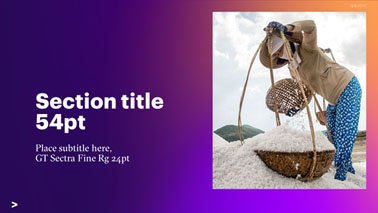 Section title
54pt
Place subtitle here,
GT Sectra Fine Rg 24pt
>